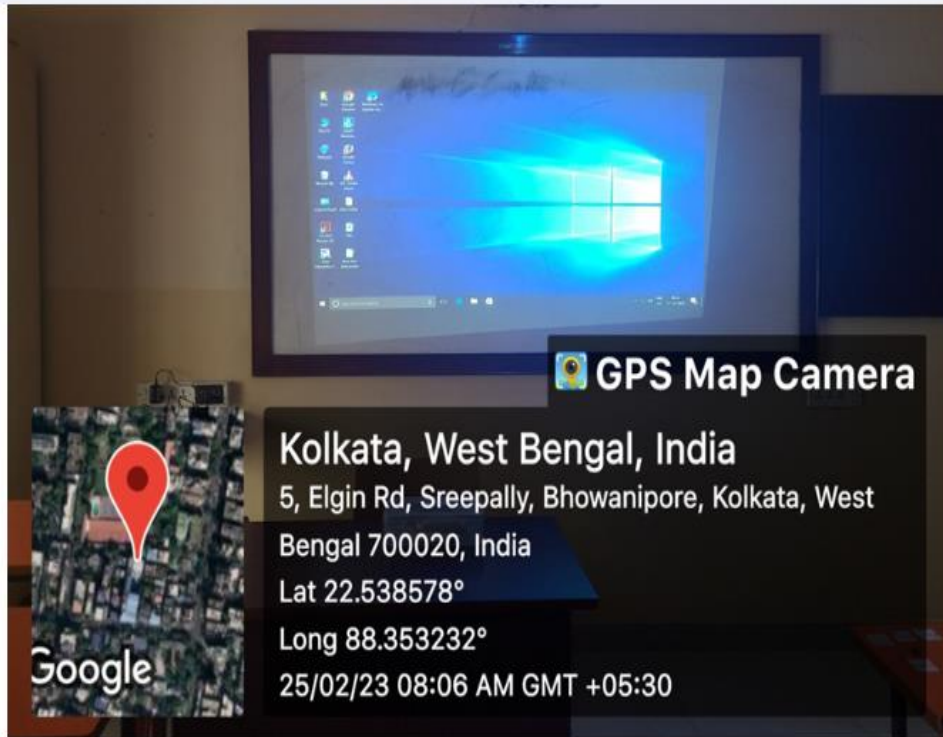 GPS Map Camera
Kolkata, West Bengal, India
5, Elgin Rd, Sreepally, Bhowanipore, Kolkata, West
Bengal 700020, India
Lat 22.538578°
Long 88.353232°
25/02/23 08:06 AM GMT +05:30
Google